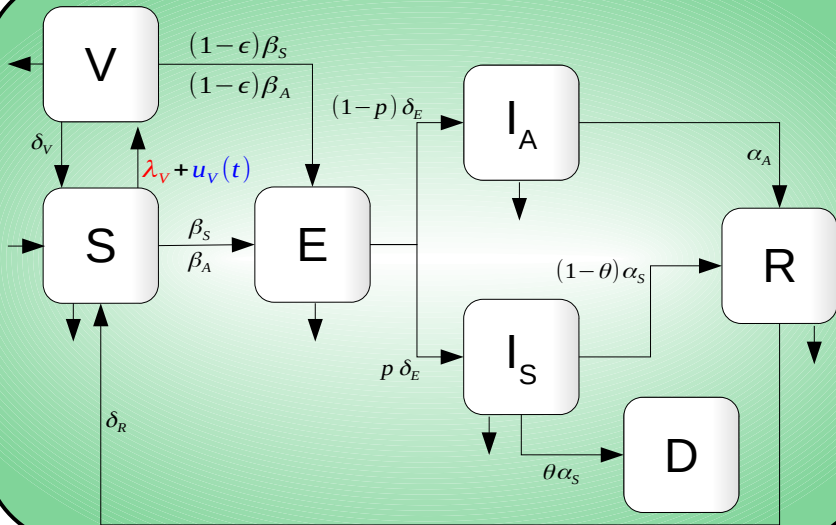 V
(1−ϵ)β_S
(1−ϵ)β_A
δ_V
λ_V+u_V(t)
S
β_S
β_A
E
(1−p) δ_E
I_A
α_A
p δ_E
I_S
(1−θ)α_S
R
θα_S
D
δ_R